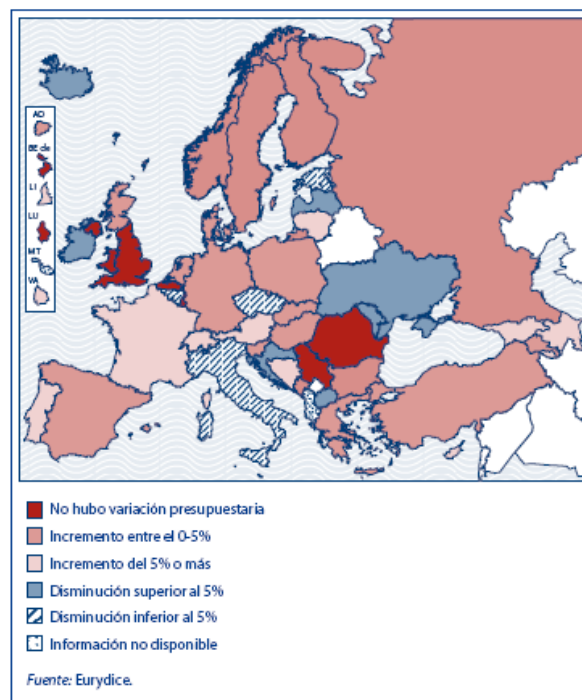 AD
BE de
LI
LU
MT
VA
No hubo variación presupuestaria
Incremento entre el 0-5%
Incremento del 5% o más
Disminución superior al 5%
Disminución inferior al 5%
Información no disponible
Fuente: Eurydice.